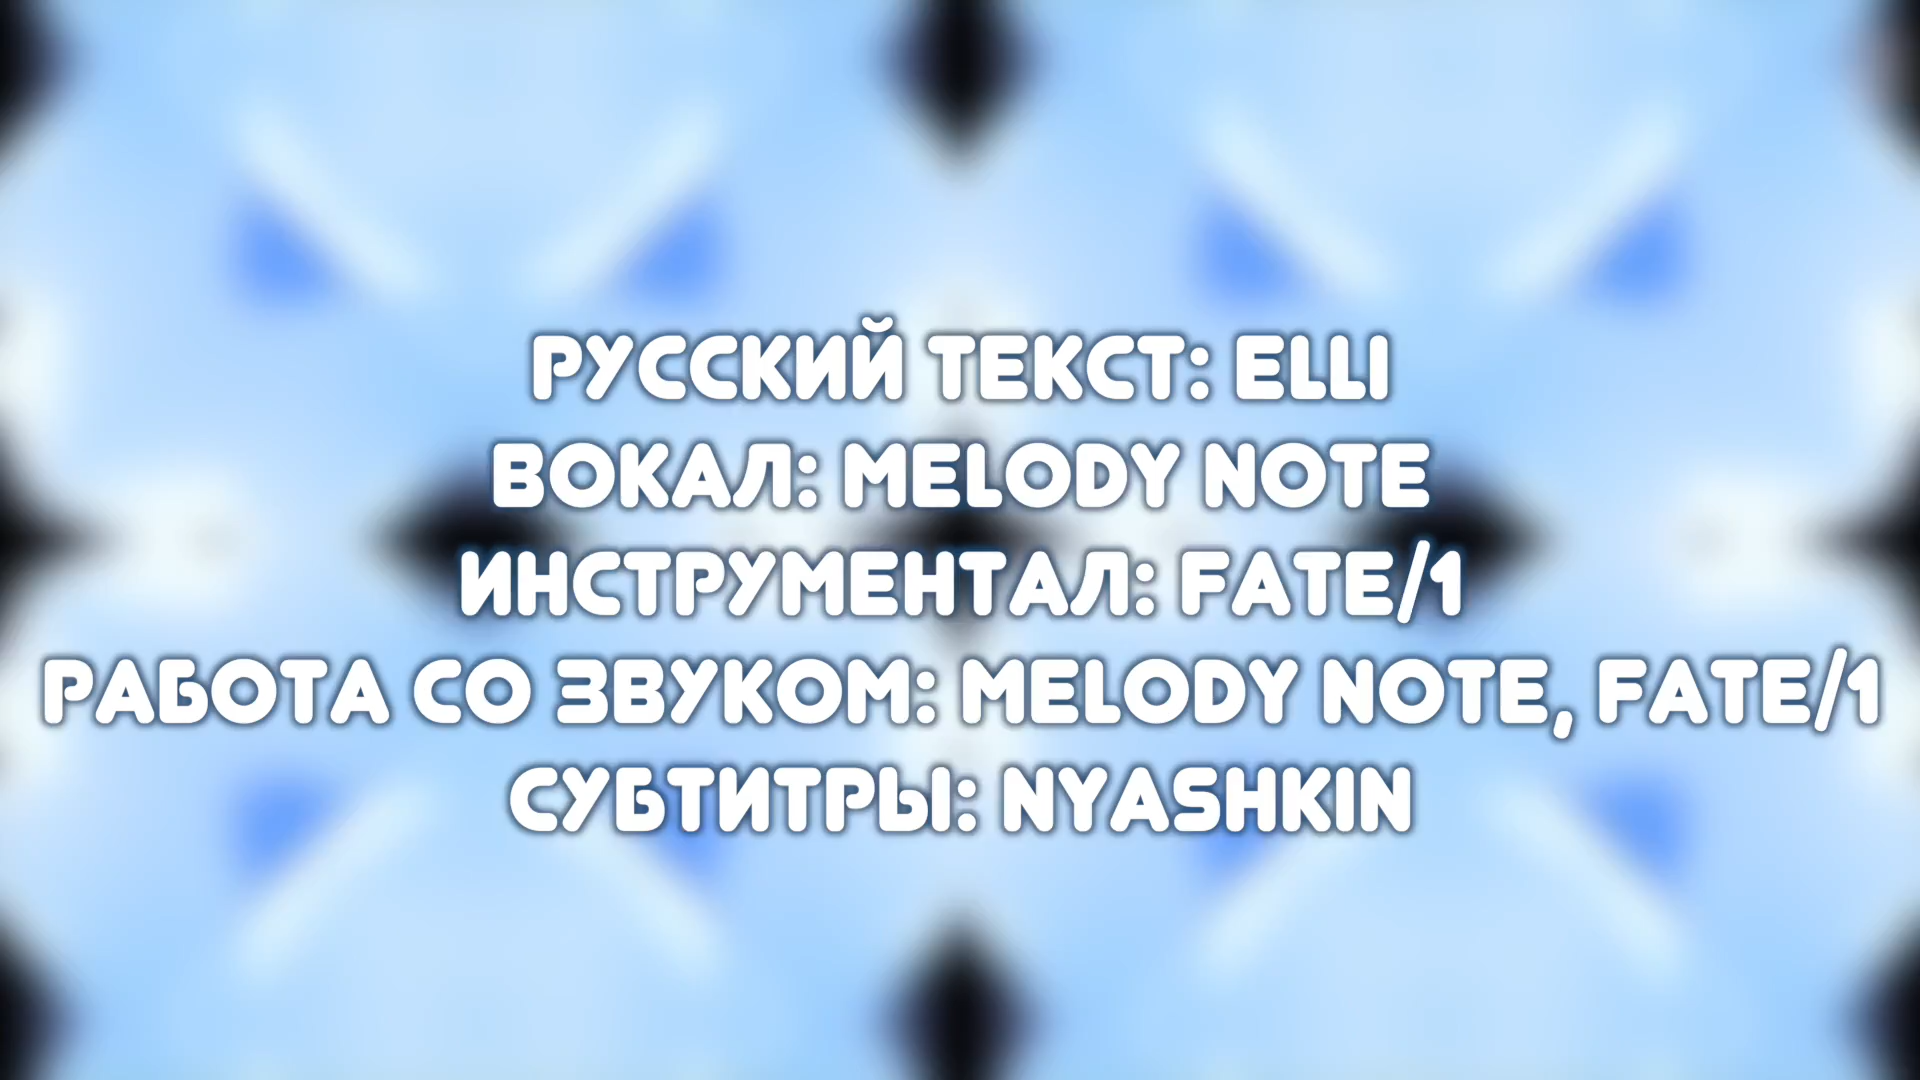 РУССКИЙ ТЕКСТ: ELLI
ВОКАЛ: MELODY NOTE
ИНСТРУМЕНТАЛ: FATE/1
РАБОТА СО ЗВУКОМ: MELODY NOTE, FATE/1
СУБТИТРЫ: NYASHKIN